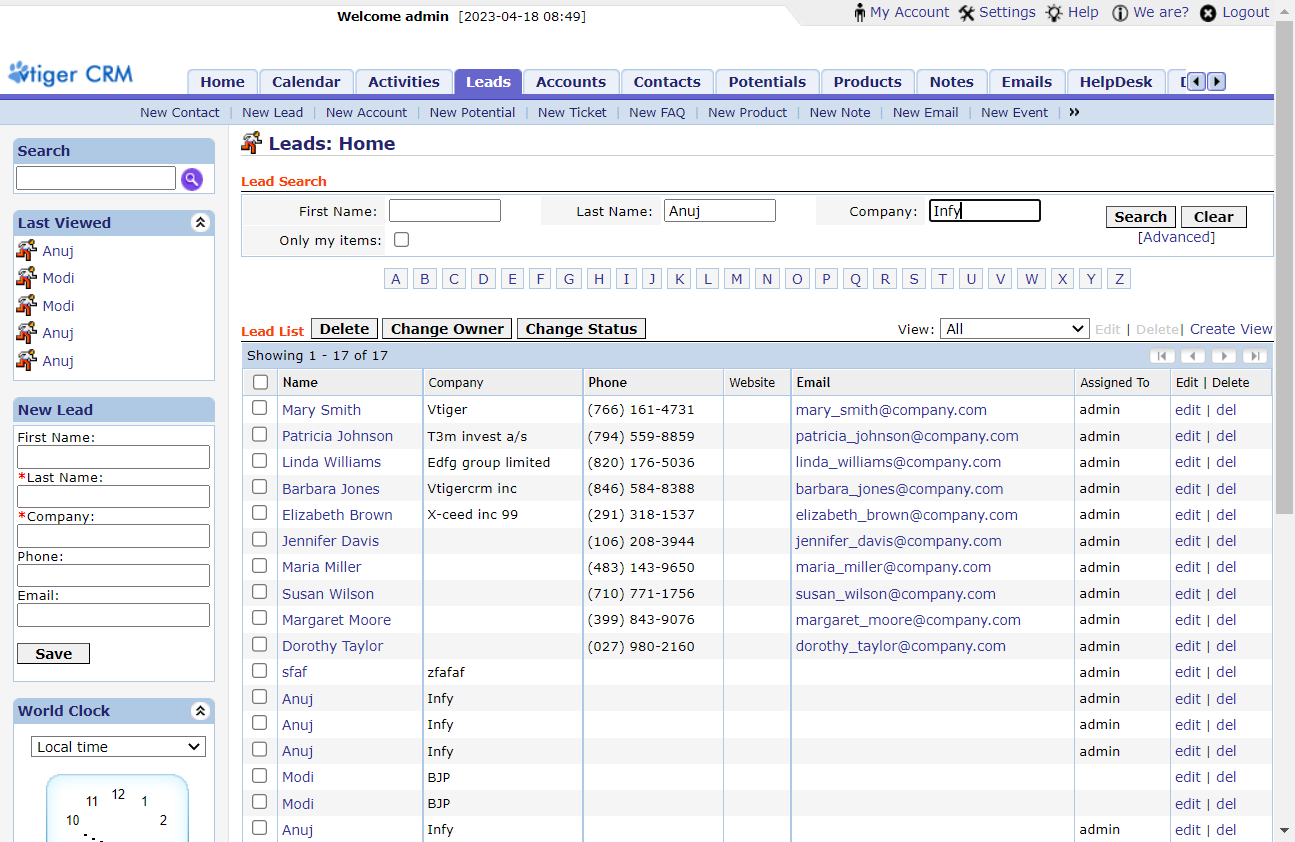 Welcome admin [2023-04-18 08:49]
My Account Settings Help We are? Logout
vtiger CRM
Home Calendar Activities Leads Accounts Contacts Potentials Products Notes Emails HelpDesk
New Contact | New Lead | New Account | New Potential | New Ticket | New FAQ | New Product | New Note | New Email | New Event | »
Search
Last Viewed
Anuj
Modi
Modi
Anuj
Anuj
New Lead
First Name:
*Last Name:
*Company:
Phone:
Email:
Save
World Clock
Local time
12
11 1
10 2
Leads: Home
Lead Search
First Name: Last Name: Anuj Company: Infy Search Clear
Only my items: [Advanced]
A B C D E F G H I J K L M N O P Q R S T U V W X Y Z
Lead List Delete Change Owner Change Status View: All Edit | Delete| Create View
Showing 1 - 17 of 17
Name Company Phone Website Email Assigned To Edit | Delete
Mary Smith Vtiger (766) 161-4731 mary_smith@company.com admin edit | del
Patricia Johnson T3m invest a/s (794) 559-8859 patricia_johnson@company.com admin edit | del
Linda Williams Edfg group limited (820) 176-5036 linda_williams@company.com admin edit | del
Barbara Jones Vtigercrm inc (846) 584-8388 barbara_jones@company.com admin edit | del
Elizabeth Brown X-ceed inc 99 (291) 318-1537 elizabeth_brown@company.com admin edit | del
Jennifer Davis (106) 208-3944 jennifer_davis@company.com admin edit | del
Maria Miller (483) 143-9650 maria_miller@company.com admin edit | del
Susan Wilson (710) 771-1756 susan_wilson@company.com admin edit | del
Margaret Moore (399) 843-9076 margaret_moore@company.com admin edit | del
Dorothy Taylor (027) 980-2160 dorothy_taylor@company.com admin edit | del
sfaf zfafaf admin edit | del
Anuj Infy admin edit | del
Anuj Infy admin edit | del
Anuj Infy admin edit | del
Modi BJP edit | del
Modi BJP edit | del
Anuj Infy admin edit | del